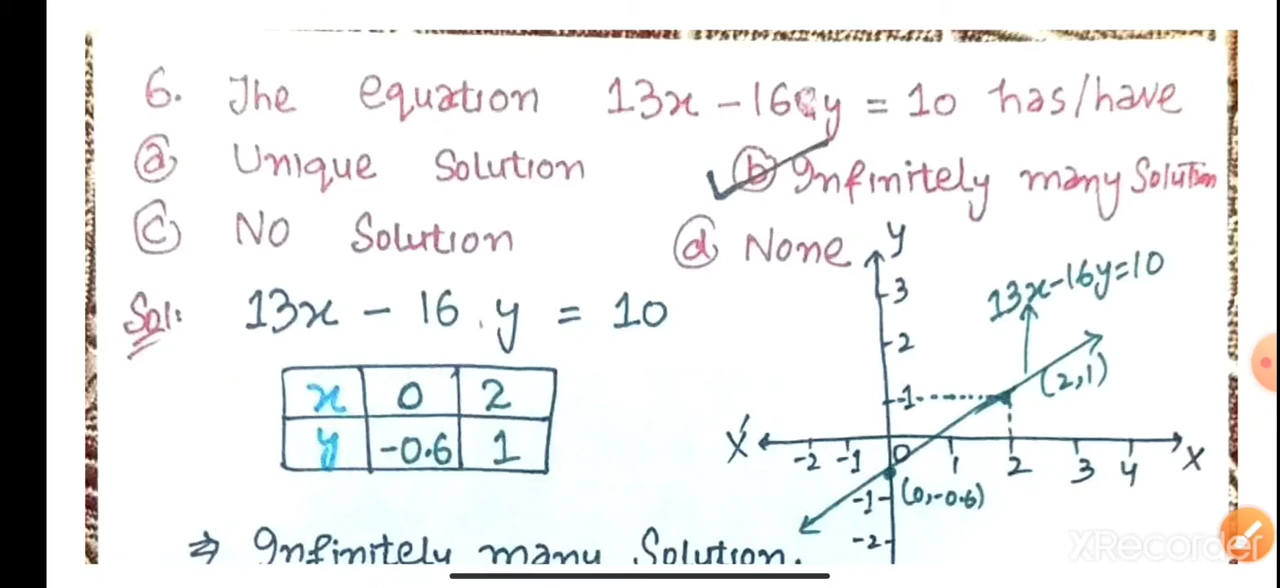 6. The equation 13x - 16y = 10 has/have
ⓐ Unique Solution ⓑ Infinitely many Solution
ⓒ NO Solution ⓓ None
Sol: 13x - 16.y = 10
x 0 2
y -0.6 1
⇒ Infinitely many Solution.
Y
3
2
1
13x-16y=10
(2,1)
X' -2 -1 0 1 2 3 4 X
(0,-0.6)
-1
-2
XRecorder